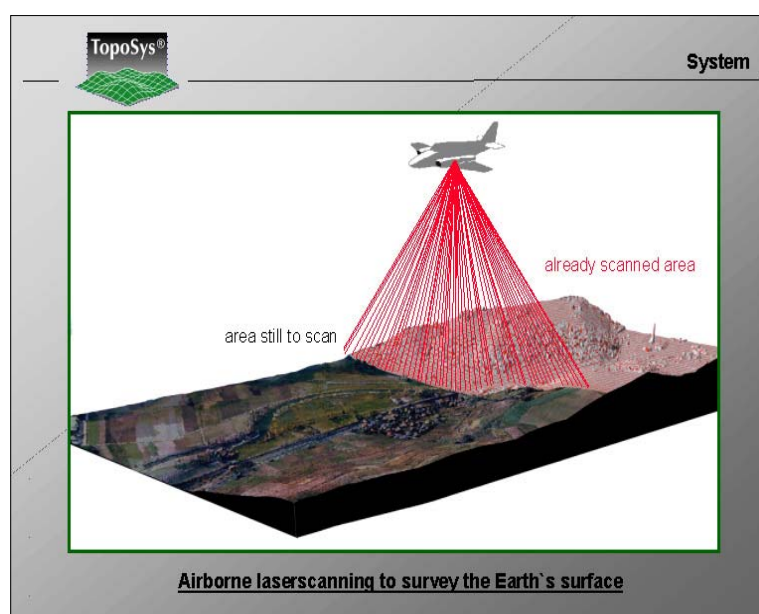 TopoSys®
System
already scanned area
area still to scan
Airborne laserscanning to survey the Earth`s surface